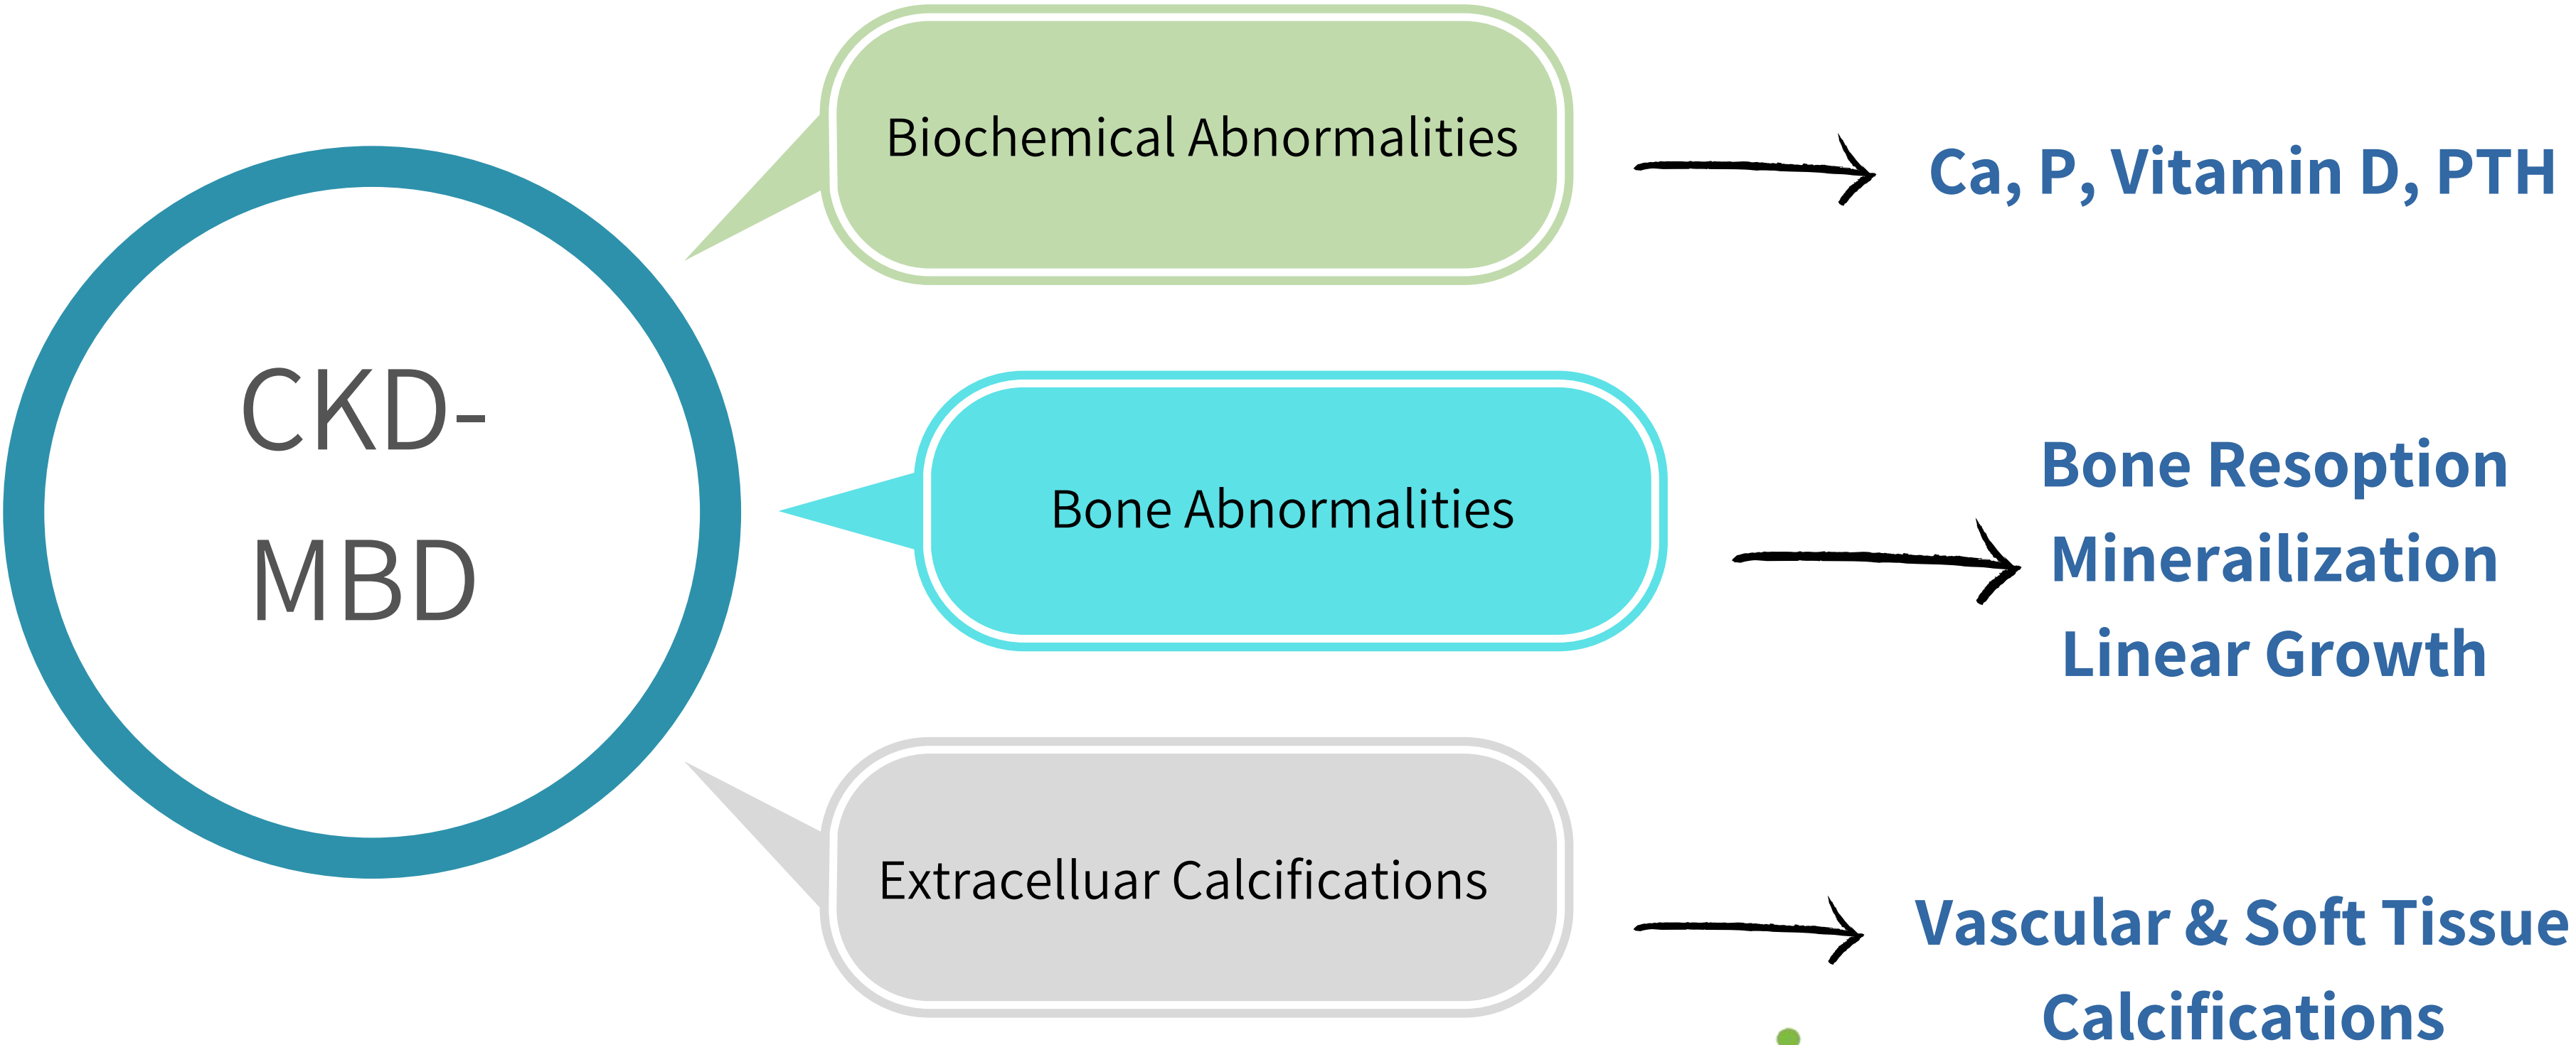 CKD-
MBD
Biochemical Abnormalities
Ca, P, Vitamin D, PTH
Bone Abnormalities
Bone Resoption
Minerailization
Linear Growth
Extracelluar Calcifications
Vascular & Soft Tissue
Calcifications